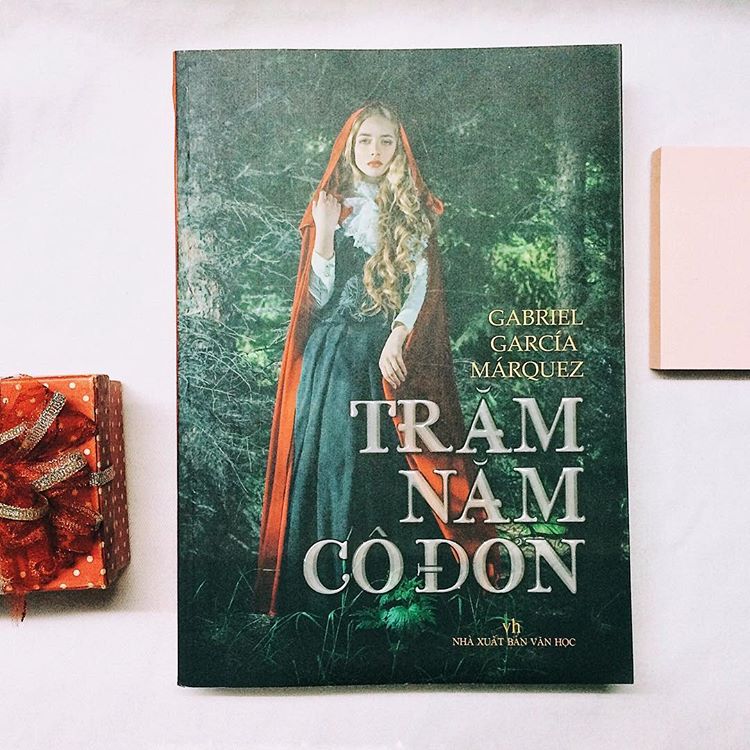 GABRIEL
GARCÍA
MÁRQUEZ
TRĂM
NĂM
CÔ ĐƠN
vh
NHÀ XUẤT BẢN VĂN HỌC